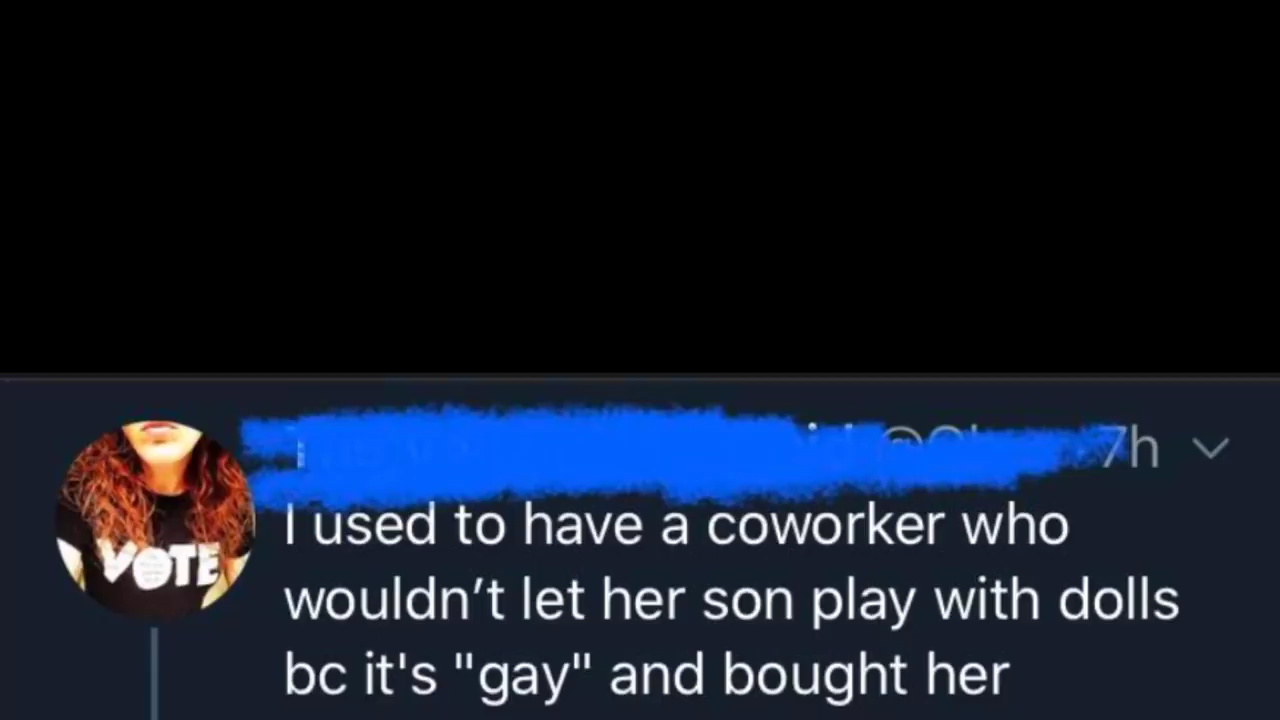 7h
VOTE
I used to have a coworker who
wouldn’t let her son play with dolls
bc it's "gay" and bought her